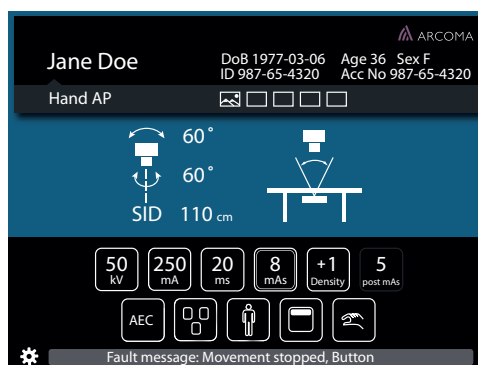 ARCOMA
Jane Doe
DoB 1977-03-06 Age 36 Sex F
ID 987-65-4320 Acc No 987-65-4320
Hand AP
60°
60°
SID 110 cm
50 kV 250 mA 20 ms 8 mAs +1 Density 5 post mAs
AEC
Fault message: Movement stopped, Button